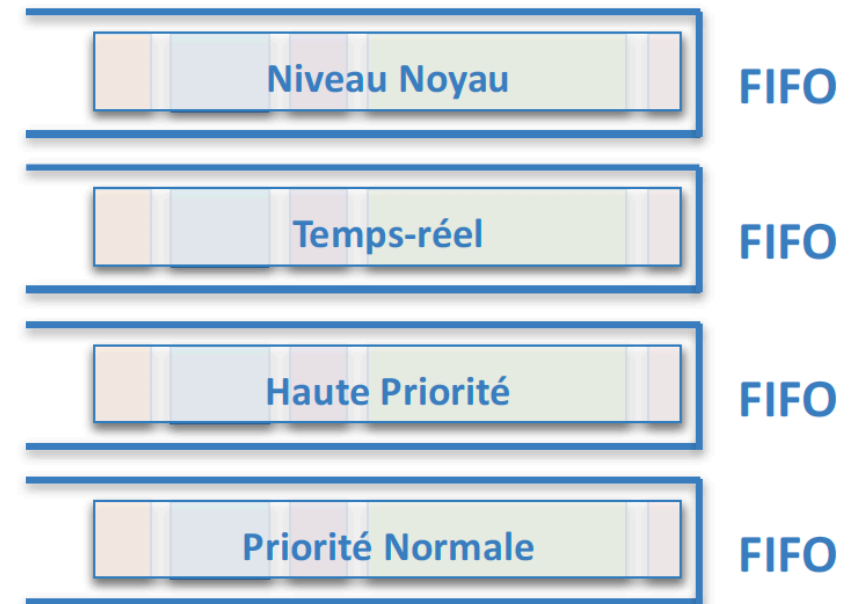 Niveau Noyau FIFO
Temps-réel FIFO
Haute Priorité FIFO
Priorité Normale FIFO